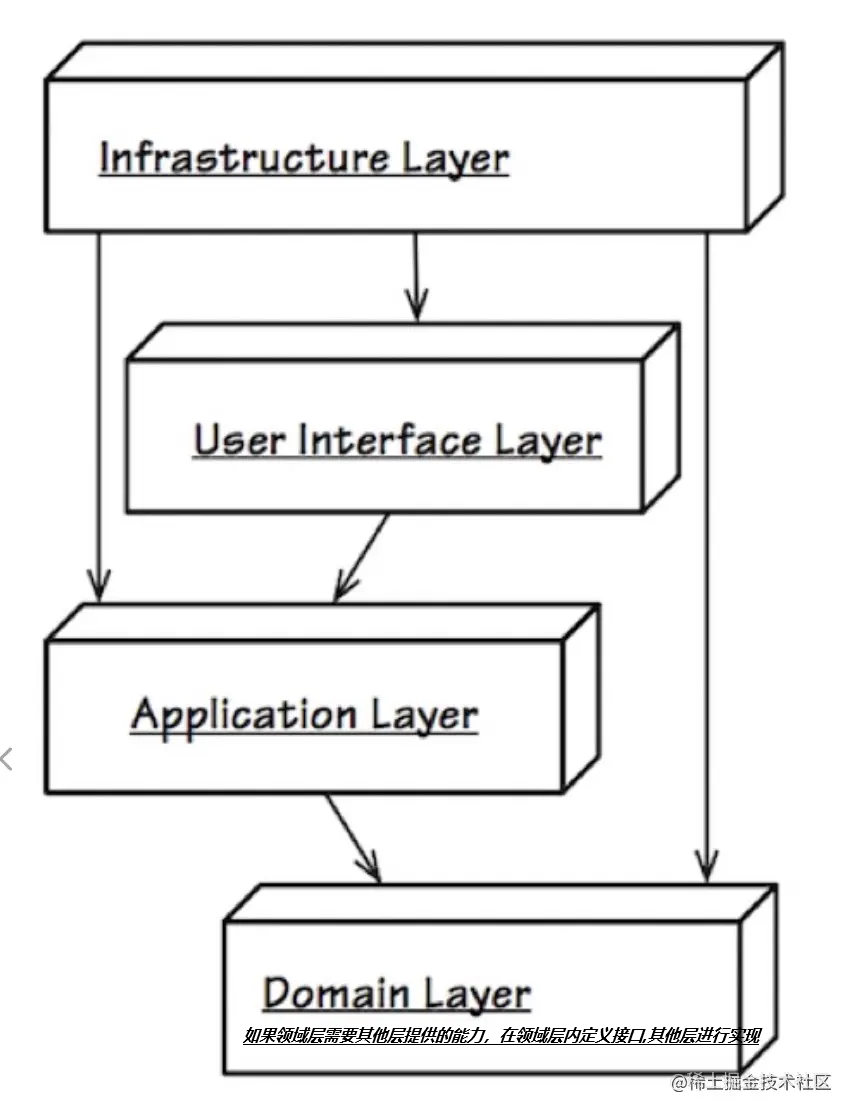 Infrastructure Layer
User Interface Layer
Application Layer
Domain Layer
如果领域层需要其他层提供的能力，在领域层内定义接口,其他层进行实现
@稀土掘金技术社区